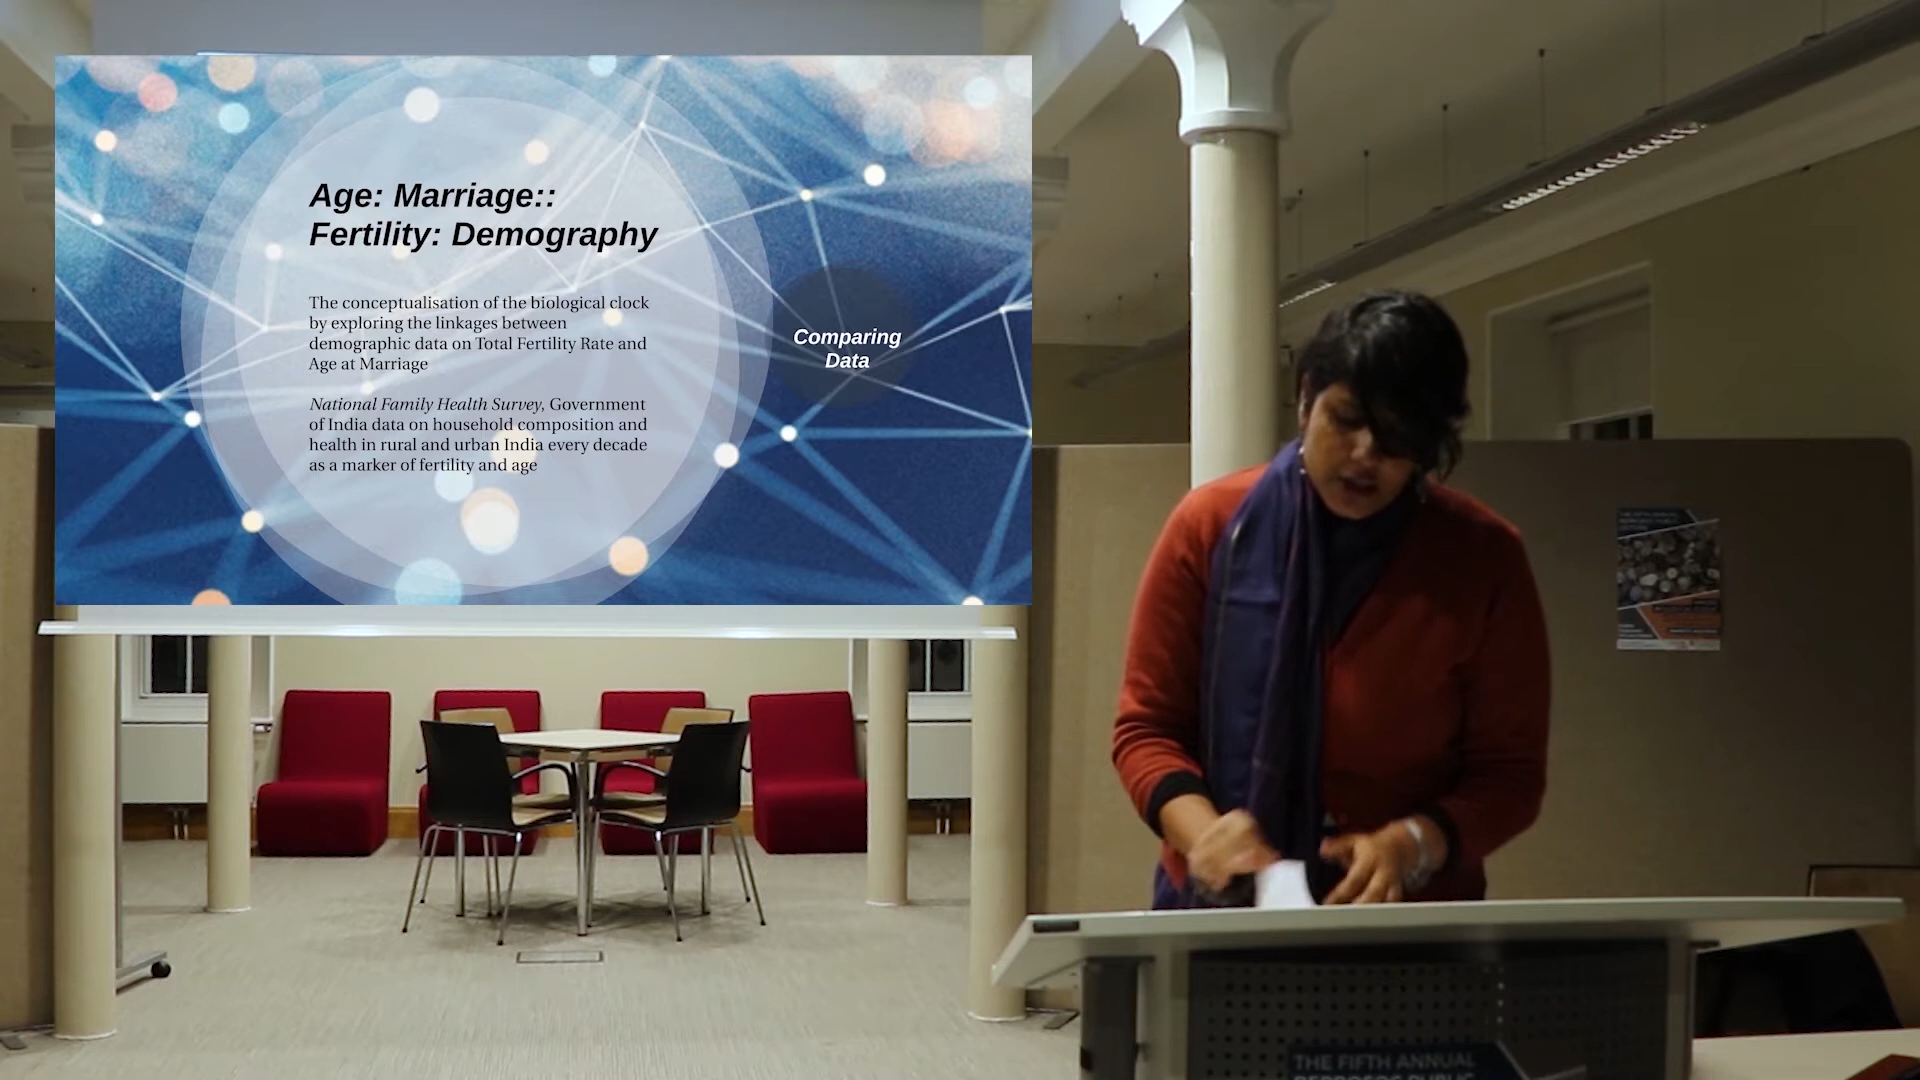 Age: Marriage::
Fertility: Demography
The conceptualisation of the biological clock
by exploring the linkages between
demographic data on Total Fertility Rate and
Age at Marriage
National Family Health Survey, Government
of India data on household composition and
health in rural and urban India every decade
as a marker of fertility and age
Comparing
Data
THE FIFTH ANNUAL